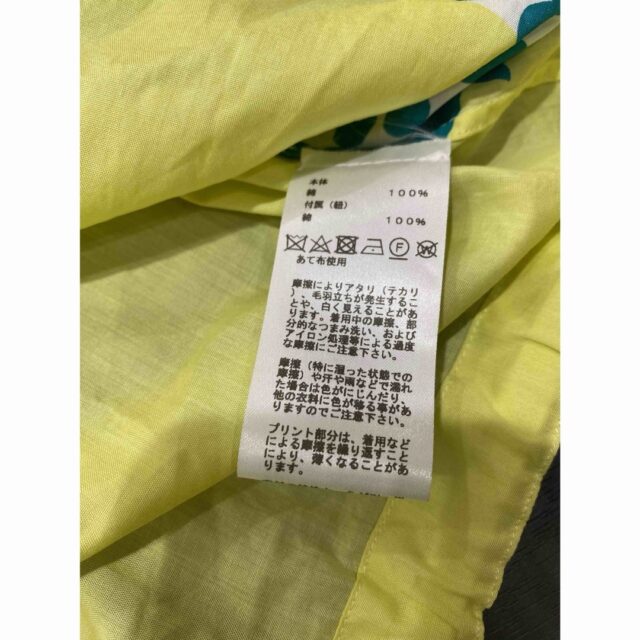 本体
綿 100%
付属（紐）
綿 100%
F W
あて布使用
摩擦によりアタリ（テカリ
）、毛羽立ちが発生するこ
とや、白く見えることがあ
ります。着用中の摩擦、部
分的なつまみ洗い、および
アイロン処理等による過度
な摩擦にご注意下さい。
摩擦（特に湿った状態での
摩擦）や汗や雨などで濡れ
た場合は色がにじんだり、
他の衣料に色が移る事があ
りますのでご注意下さい。
プリント部分は、着用など
による摩擦を繰り返すこと
により、薄くなることがあ
ります。